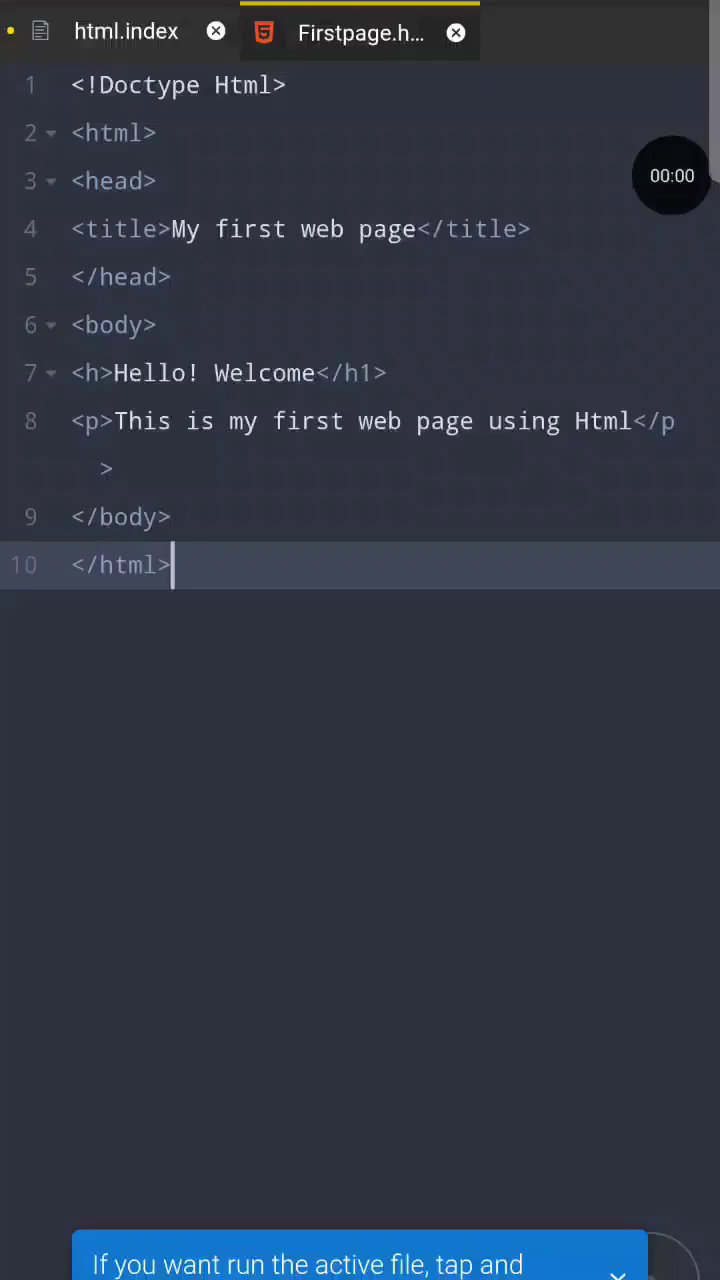 html.index
Firstpage.h...
00:00
1 <!Doctype Html>
2 <html>
3 <head>
4 <title>My first web page</title>
5 </head>
6 <body>
7 <h>Hello! Welcome</h1>
8 <p>This is my first web page using Html</p
>
9 </body>
10 </html>
If you want run the active file, tap and